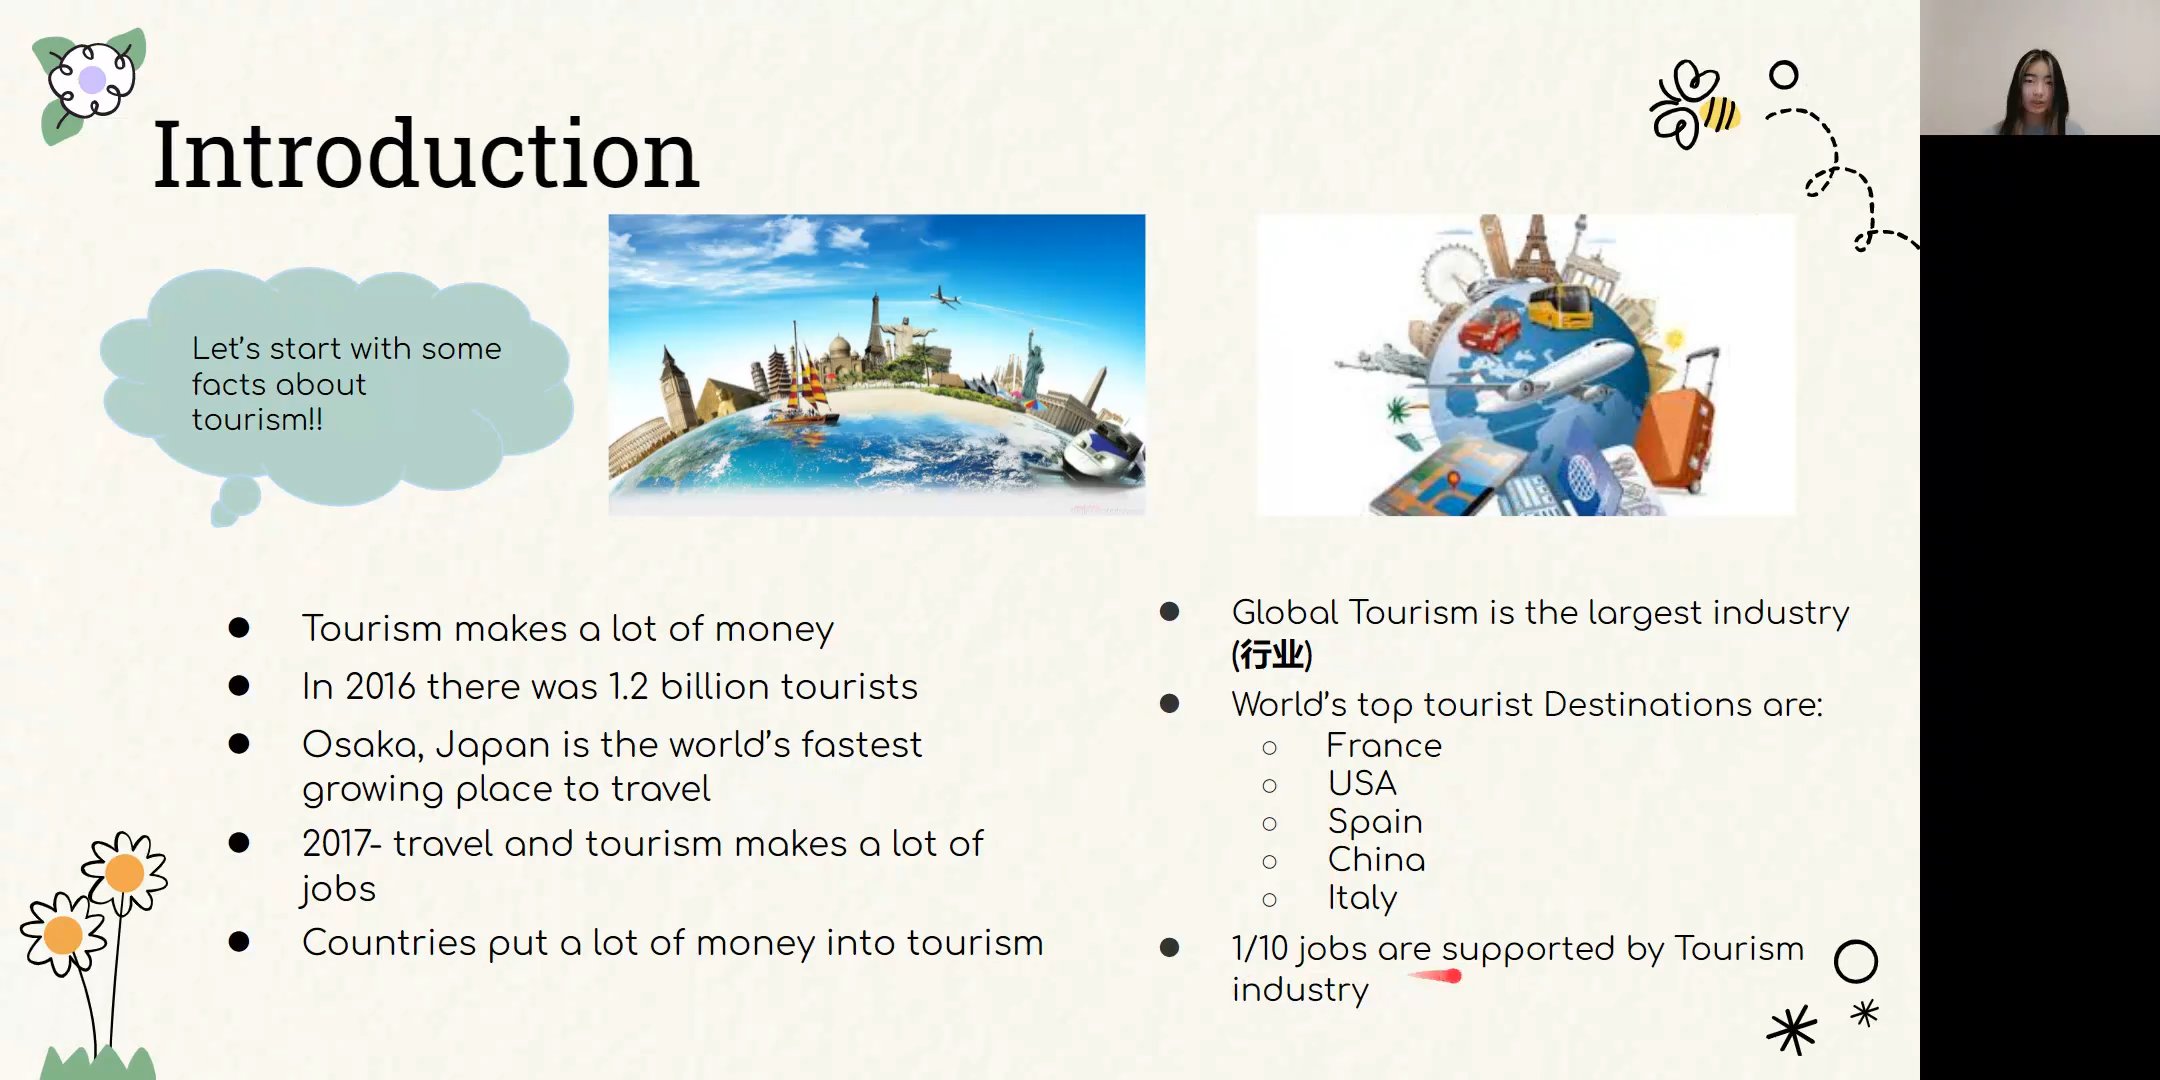 Introduction
Let's start with some
facts about
tourism!!
● Tourism makes a lot of money
● In 2016 there was 1.2 billion tourists
● Osaka, Japan is the world's fastest
growing place to travel
● 2017- travel and tourism makes a lot of
jobs
● Countries put a lot of money into tourism
● Global Tourism is the largest industry
(行业)
● World's top tourist Destinations are:
○ France
○ USA
○ Spain
○ China
○ Italy
● 1/10 jobs are supported by Tourism
industry